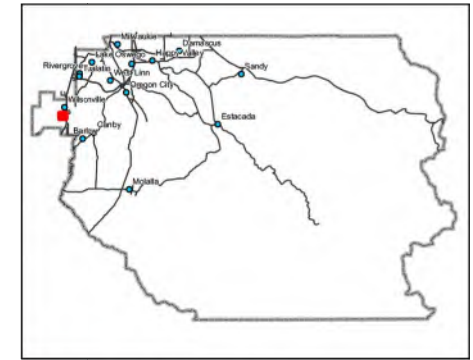 Milwaukie
Damascus
Lake Oswego
Happy Valley
Rivergrove
Tualatin
West Linn
Sandy
Oregon City
Wilsonville
Estacada
Canby
Barlow
Molalla